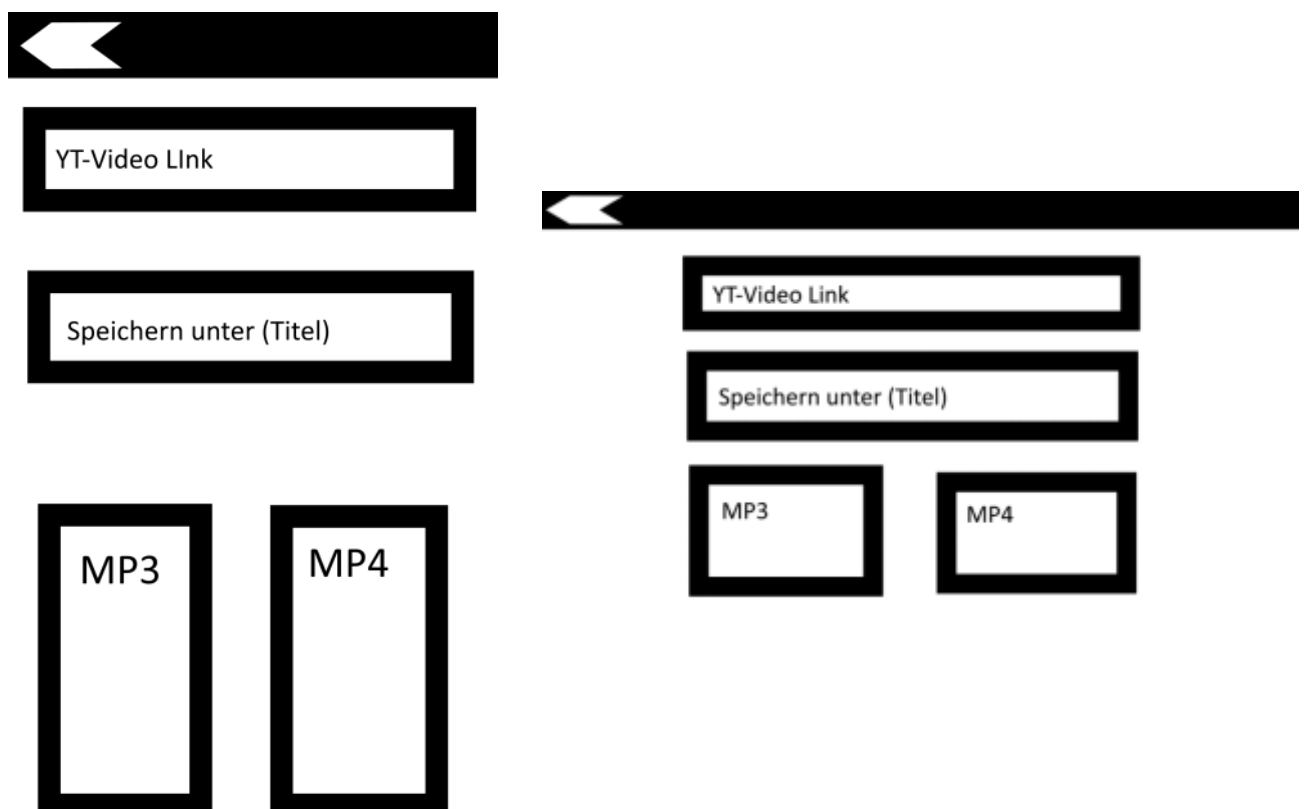 YT-Video LInk
Speichern unter (Titel)
MP3
MP4
YT-Video Link
Speichern unter (Titel)
MP3
MP4